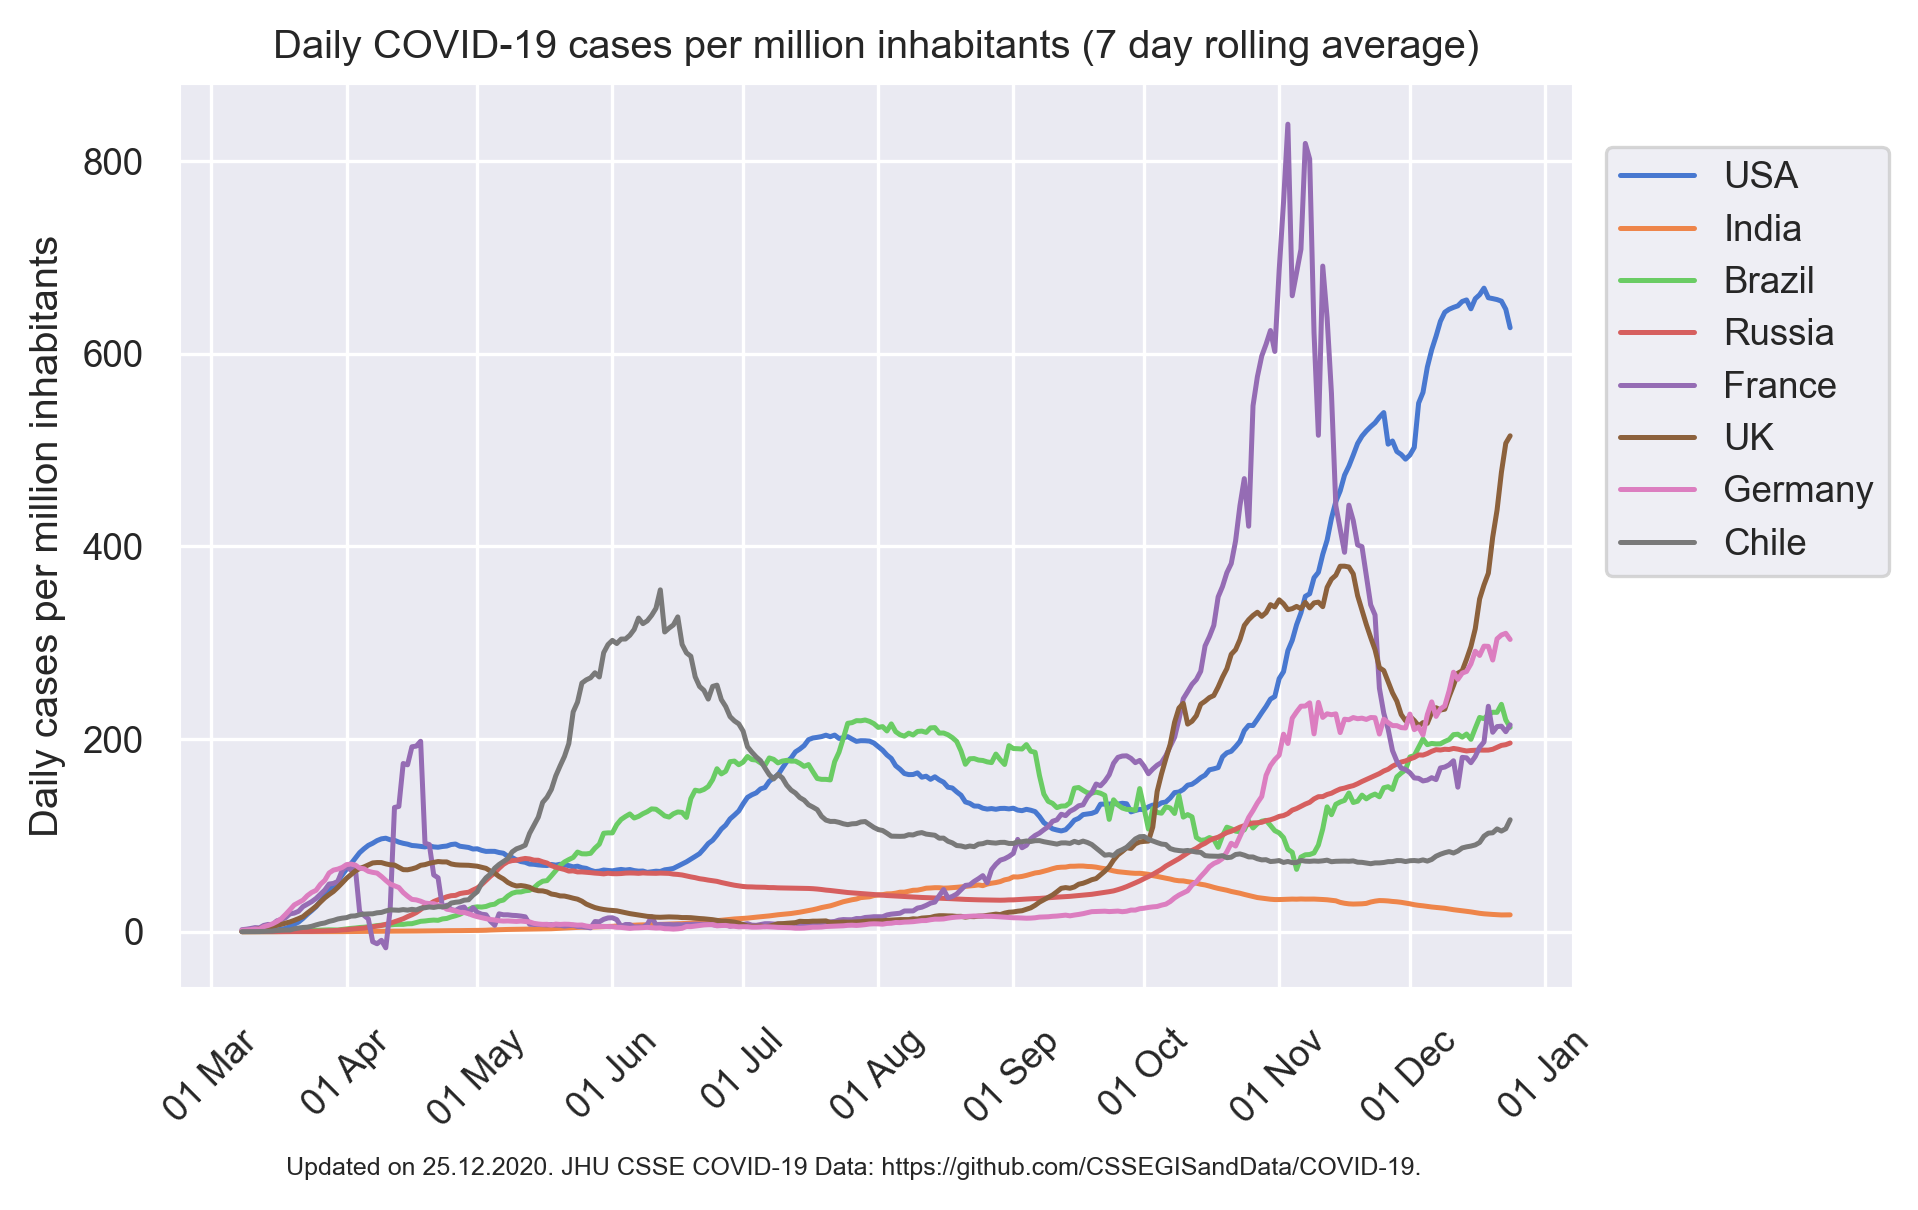 Daily COVID-19 cases per million inhabitants (7 day rolling average)
Daily cases per million inhabitants
800
600
400
200
0
01 Mar
01 Apr
01 May
01 Jun
01 Jul
01 Aug
01 Sep
01 Oct
01 Nov
01 Dec
01 Jan
USA
India
Brazil
Russia
France
UK
Germany
Chile
Updated on 25.12.2020. JHU CSSE COVID-19 Data: https://github.com/CSSEGISandData/COVID-19.